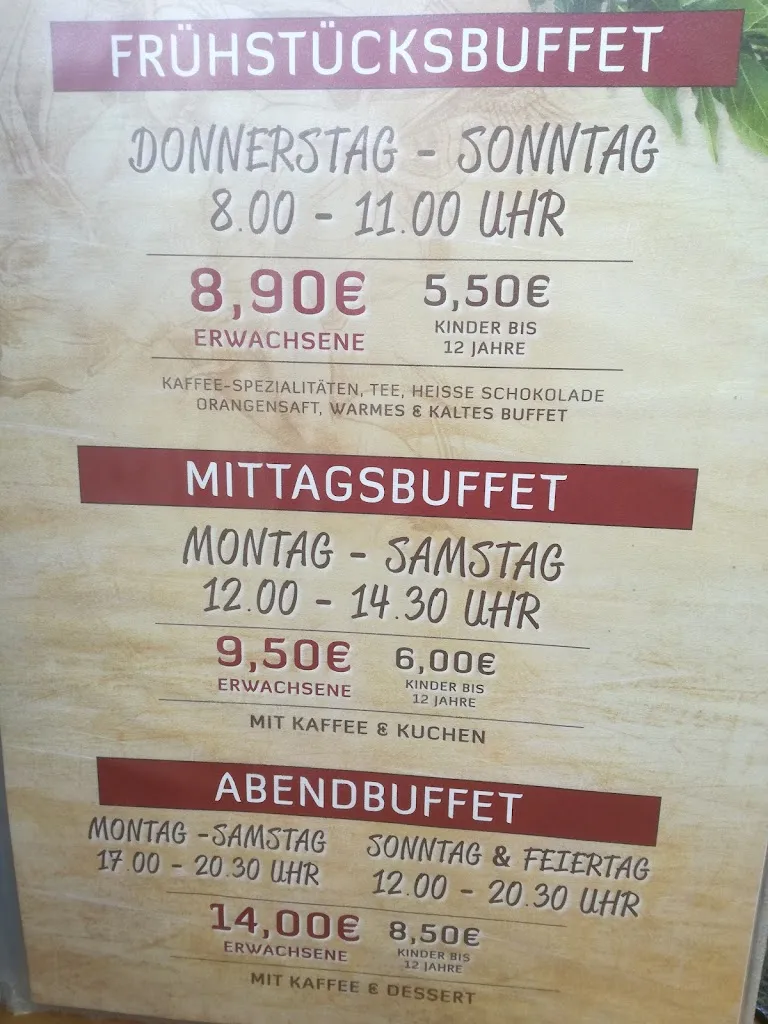 FRÜHSTÜCKSBUFFET
DONNERSTAG - SONNTAG
8.00 - 11.00 UHR
8,90€ 5,50€
ERWACHSENE KINDER BIS
12 JAHRE
KAFFEE-SPEZIALITÄTEN, TEE, HEISSE SCHOKOLADE
ORANGENSAFT, WARMES & KALTES BUFFET
MITTAGSBUFFET
MONTAG - SAMSTAG
12.00 - 14.30 UHR
9,50€ 6,00€
ERWACHSENE KINDER BIS
12 JAHRE
MIT KAFFEE & KUCHEN
ABENDBUFFET
MONTAG -SAMSTAG
17.00 - 20.30 UHR
SONNTAG & FEIERTAG
12.00 - 20.30 UHR
14,00€ 8,50€
ERWACHSENE KINDER BIS
12 JAHRE
MIT KAFFEE & DESSERT